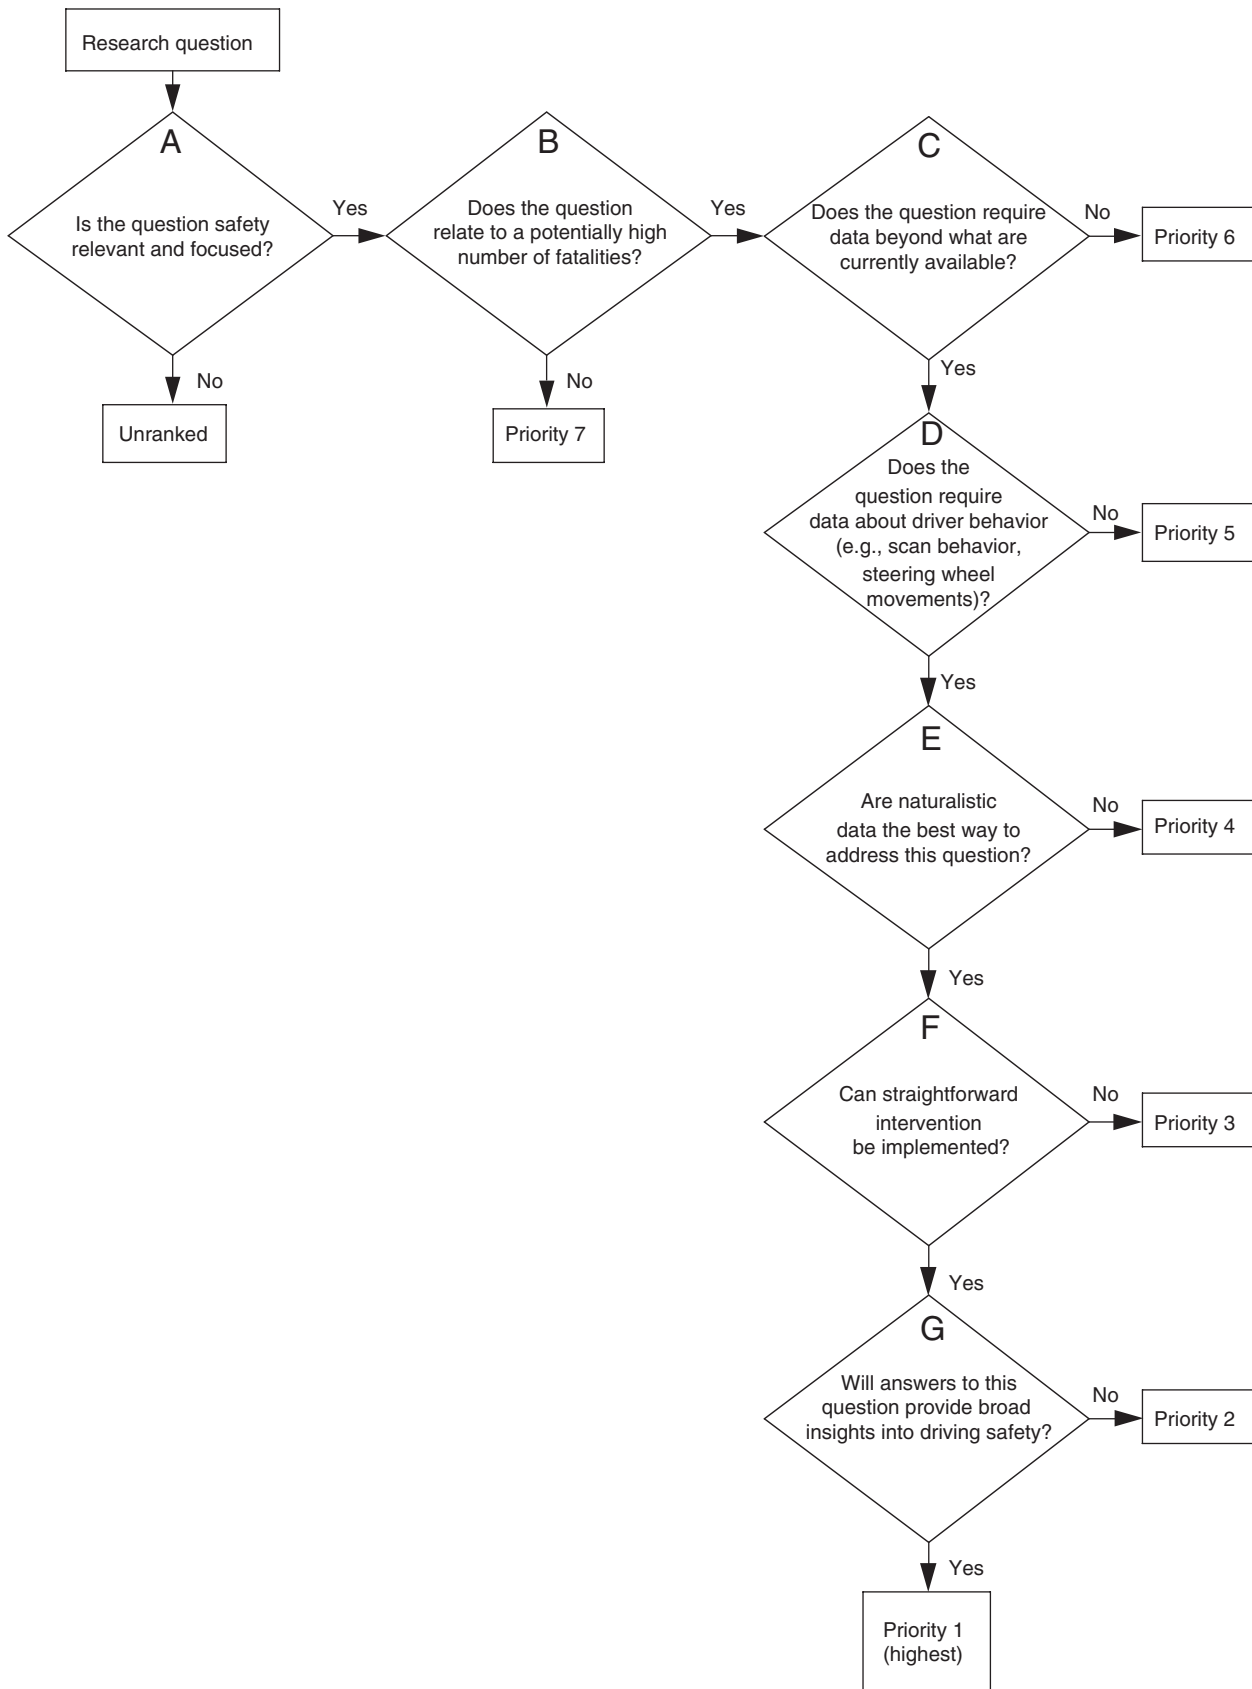 Research question
A
Is the question safety
relevant and focused?
Yes
No
Unranked
B
Does the question
relate to a potentially high
number of fatalities?
Yes
No
Priority 7
C
Does the question require
data beyond what are
currently available?
No
Priority 6
Yes
D
Does the
question require
data about driver behavior
(e.g., scan behavior,
steering wheel
movements)?
No
Priority 5
Yes
E
Are naturalistic
data the best way to
address this question?
No
Priority 4
Yes
F
Can straightforward
intervention
be implemented?
No
Priority 3
Yes
G
Will answers to this
question provide broad
insights into driving safety?
No
Priority 2
Yes
Priority 1
(highest)